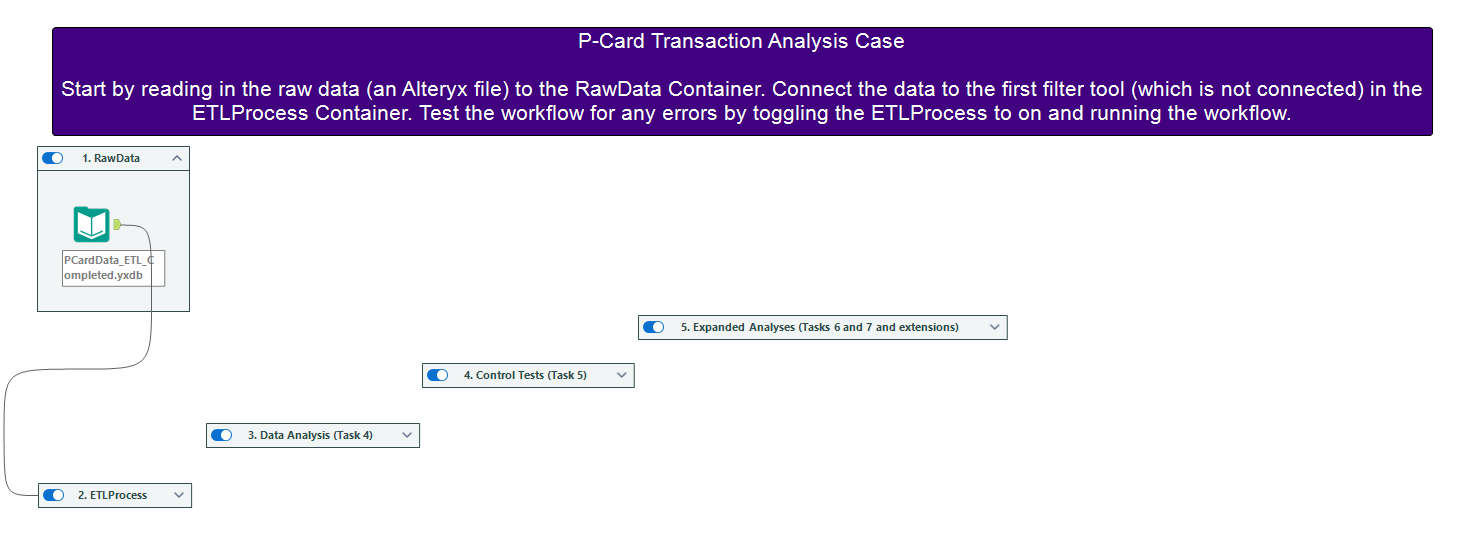 P-Card Transaction Analysis Case
Start by reading in the raw data (an Alteryx file) to the RawData Container. Connect the data to the first filter tool (which is not connected) in the
ETLProcess Container. Test the workflow for any errors by toggling the ETLProcess to on and running the workflow.
1. RawData
PCardData_ETL_C
ompleted.yxdb
5. Expanded Analyses (Tasks 6 and 7 and extensions)
4. Control Tests (Task 5)
3. Data Analysis (Task 4)
2. ETLProcess